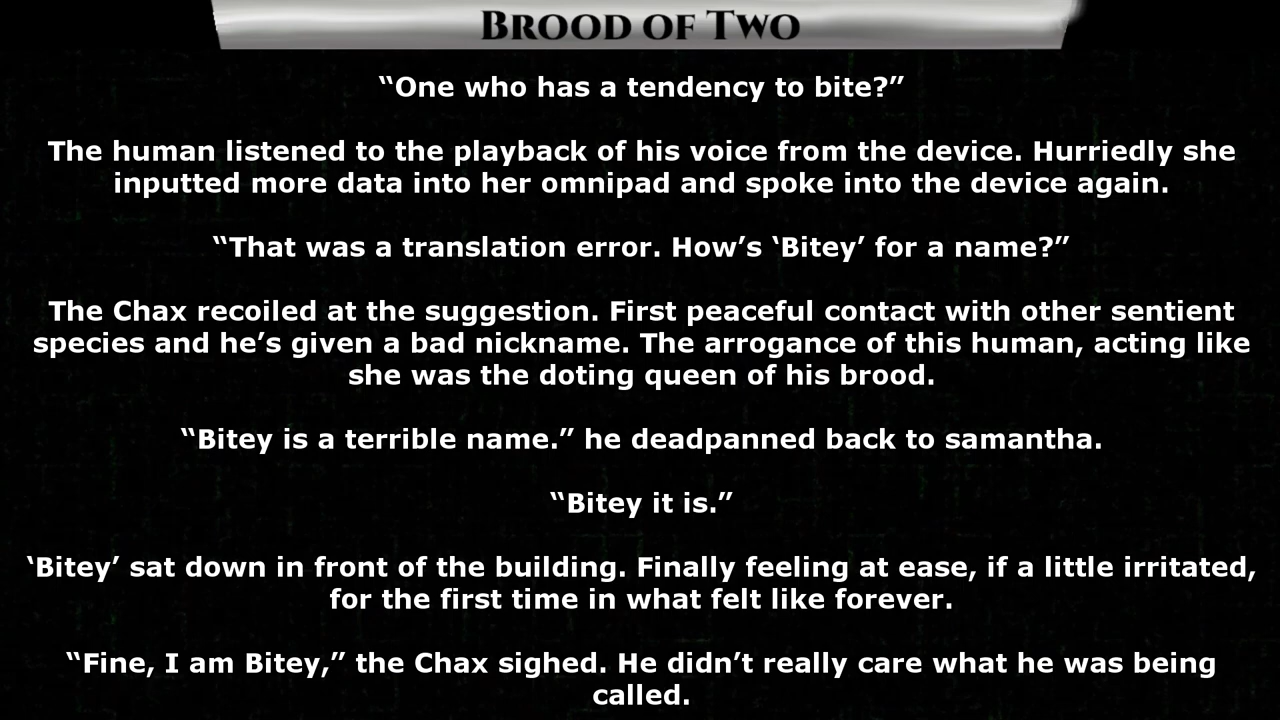 Brood of Two
“One who has a tendency to bite?”
The human listened to the playback of his voice from the device. Hurriedly she
inputted more data into her omnipad and spoke into the device again.
“That was a translation error. How’s ‘Bitey’ for a name?”
The Chax recoiled at the suggestion. First peaceful contact with other sentient
species and he’s given a bad nickname. The arrogance of this human, acting like
she was the doting queen of his brood.
“Bitey is a terrible name.” he deadpanned back to samantha.
“Bitey it is.”
‘Bitey’ sat down in front of the building. Finally feeling at ease, if a little irritated,
for the first time in what felt like forever.
“Fine, I am Bitey,” the Chax sighed. He didn’t really care what he was being
called.